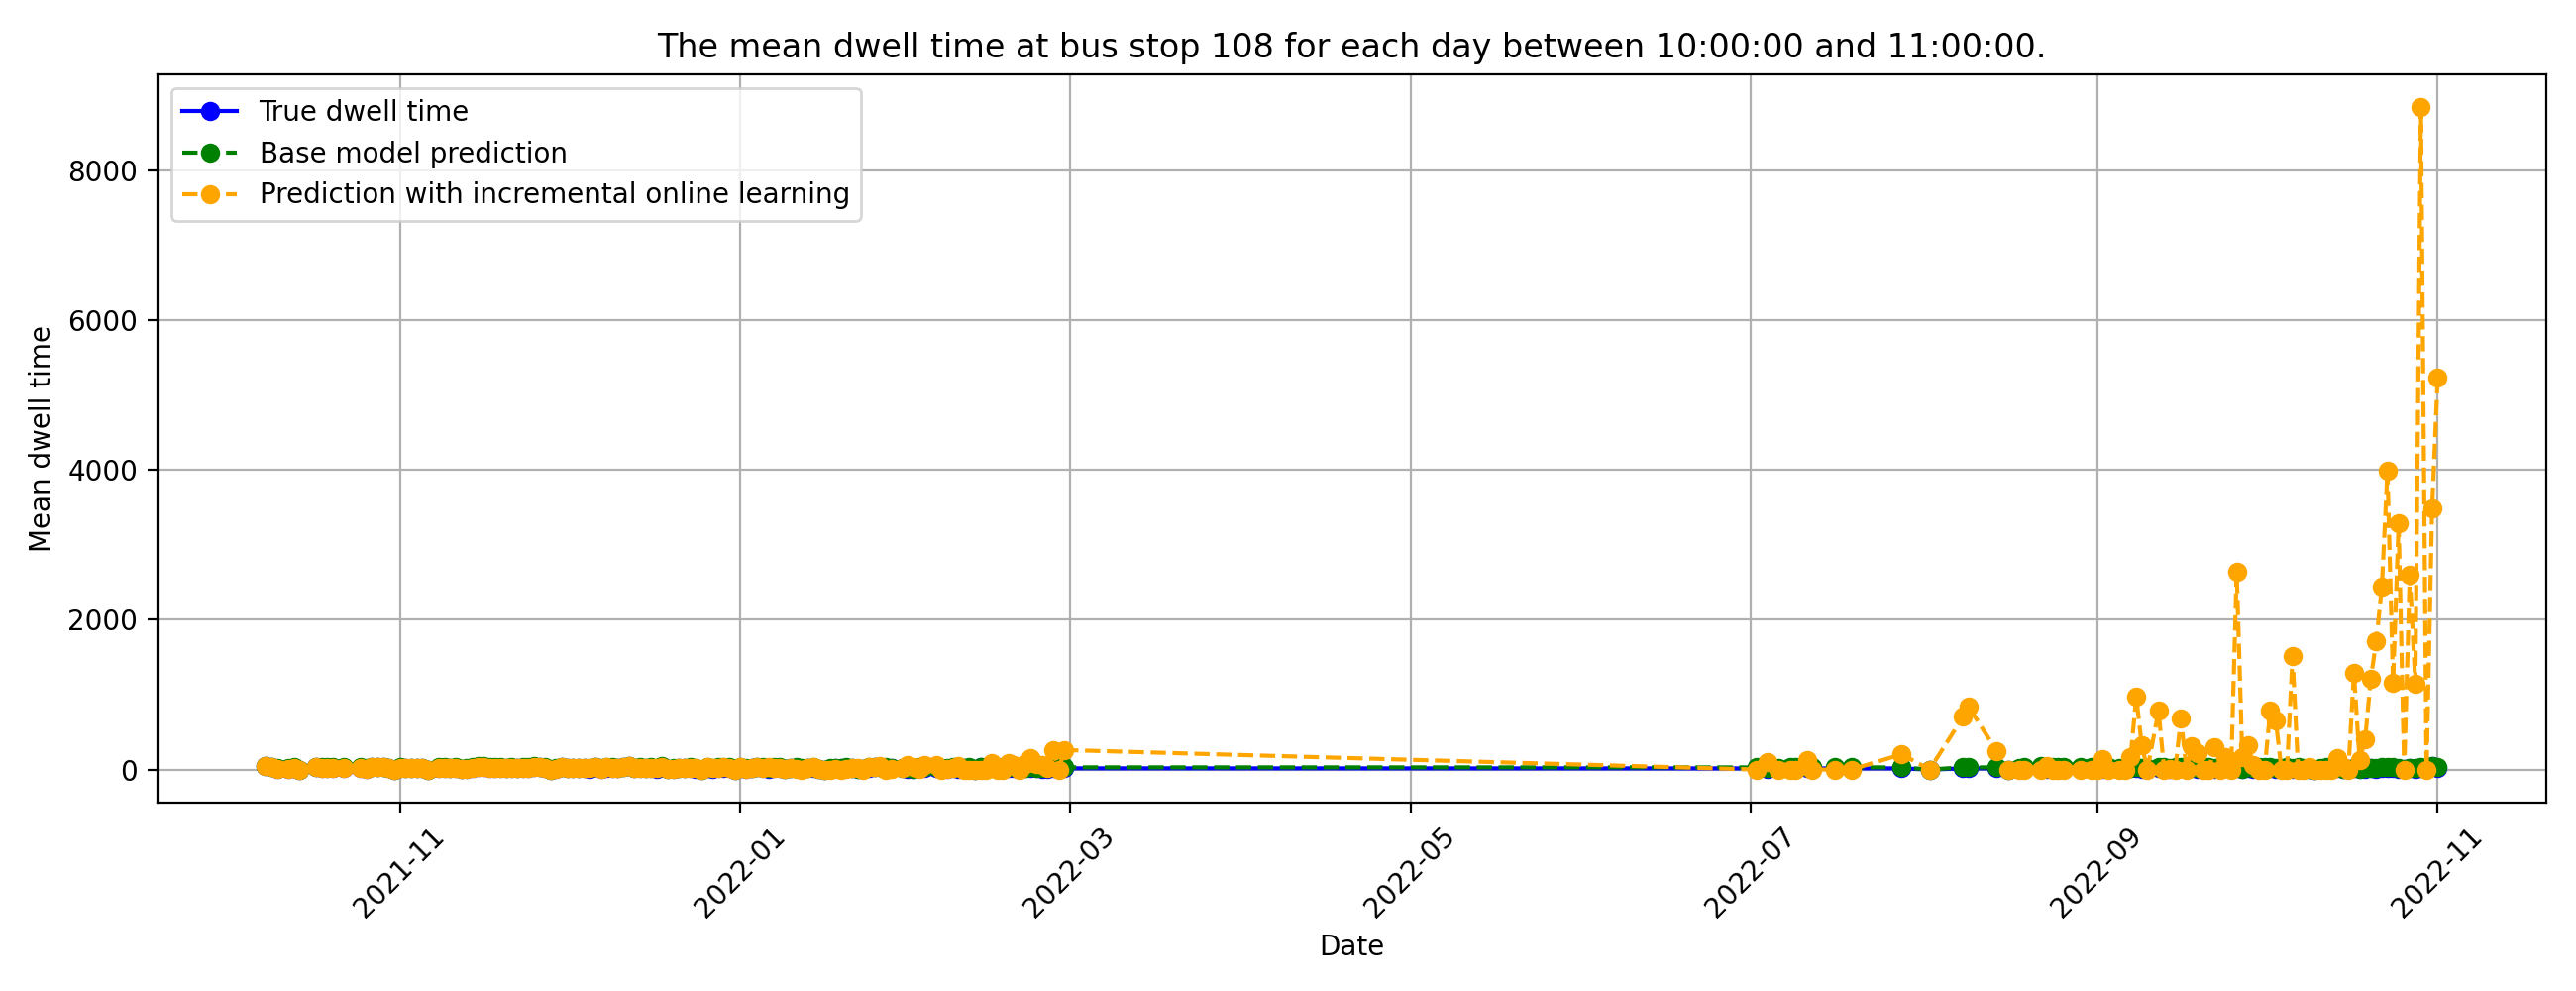 The mean dwell time at bus stop 108 for each day between 10:00:00 and 11:00:00.
True dwell time
Base model prediction
Prediction with incremental online learning
8000
6000
4000
2000
0
Mean dwell time
2021-11
2022-01
2022-03
2022-05
2022-07
2022-09
2022-11
Date